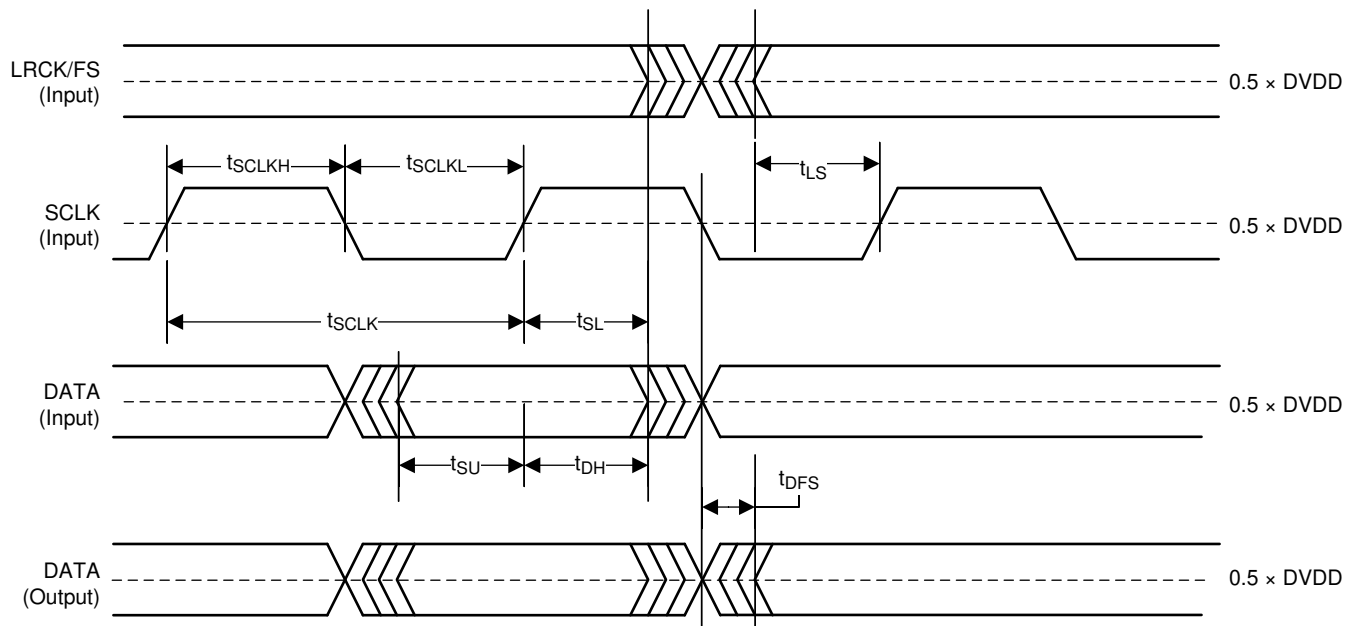 LRCK/FS
(Input)
0.5 × DVDD
tSCLKH
tSCLKL
tLS
SCLK
(Input)
0.5 × DVDD
tSCLK
tSL
DATA
(Input)
0.5 × DVDD
tSU
tDH
tDFS
DATA
(Output)
0.5 × DVDD